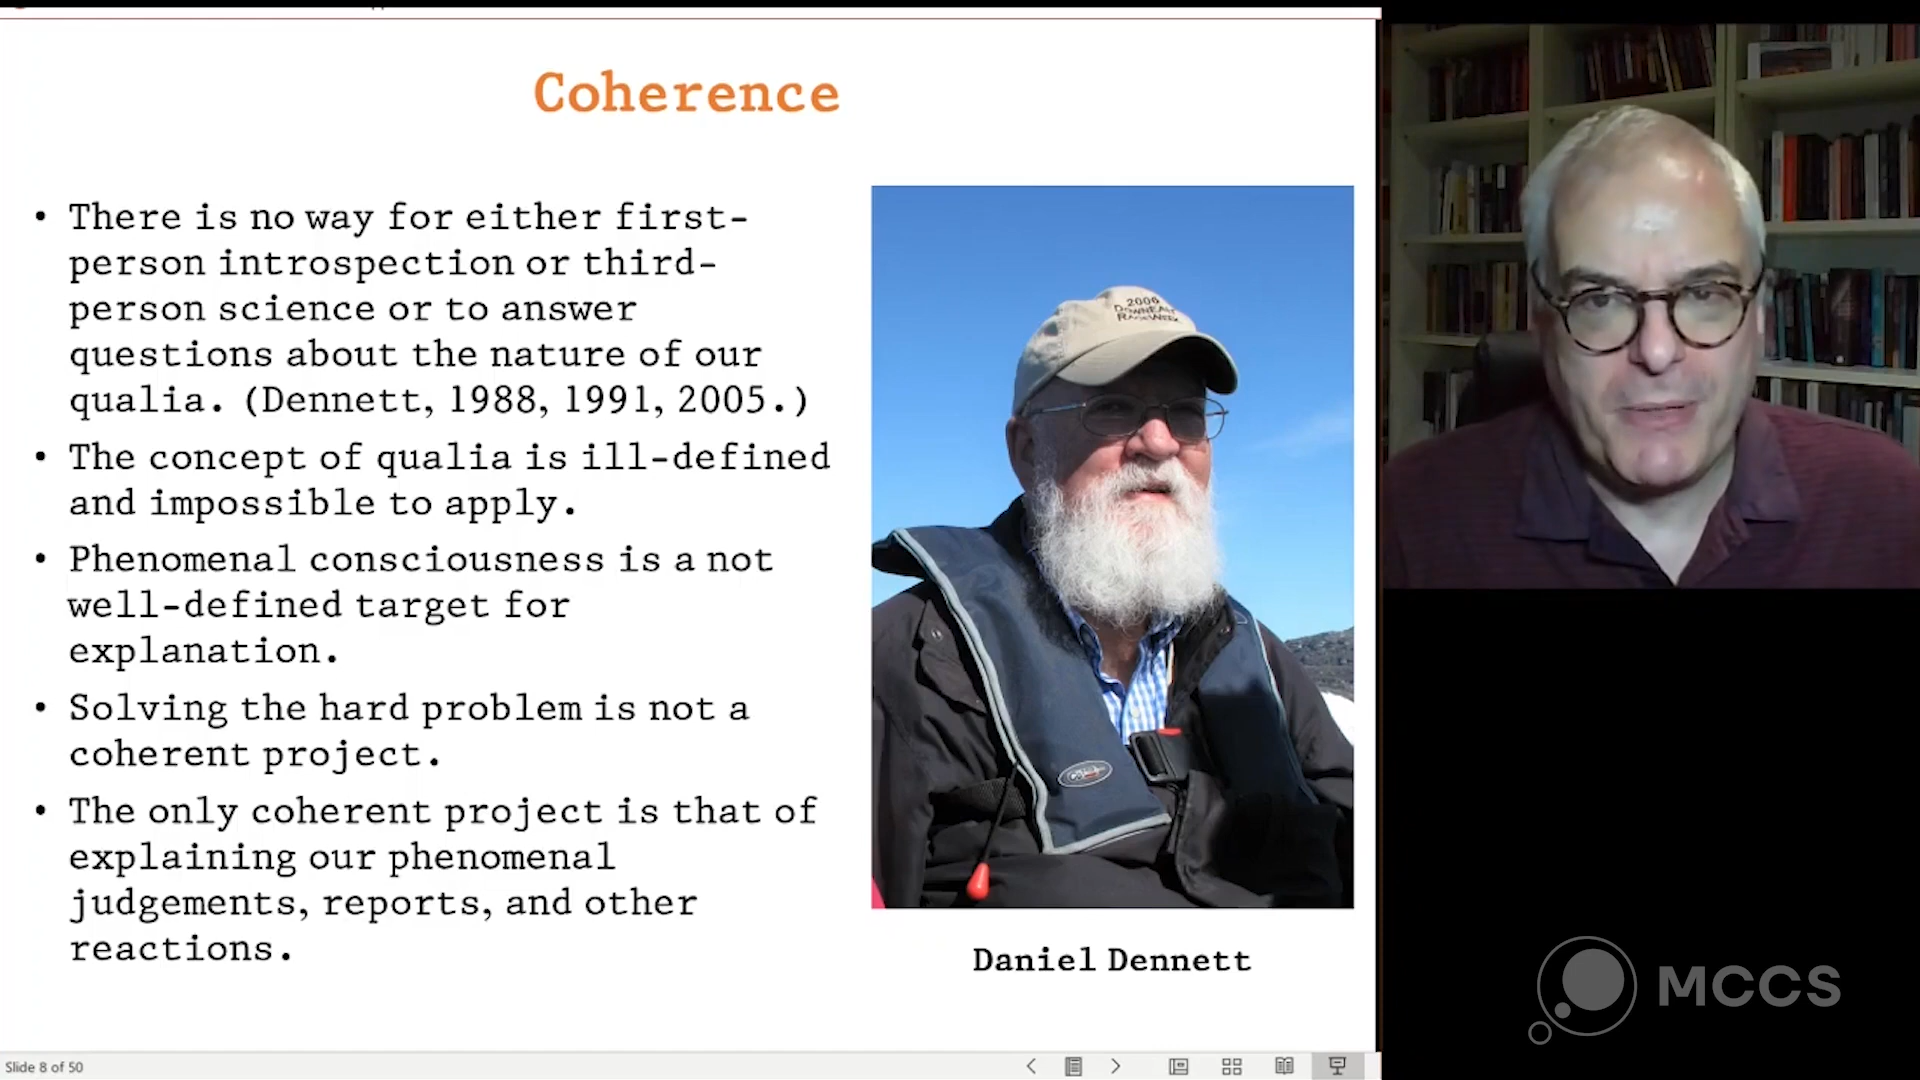 Coherence
• There is no way for either first-
person introspection or third-
person science or to answer
questions about the nature of our
qualia. (Dennett, 1988, 1991, 2005.)
• The concept of qualia is ill-defined
and impossible to apply.
• Phenomenal consciousness is a not
well-defined target for
explanation.
• Solving the hard problem is not a
coherent project.
• The only coherent project is that of
explaining our phenomenal
judgements, reports, and other
reactions.
2006
DOWNEAST
RACEWEEK
Daniel Dennett
MCCS
Slide 8 of 50